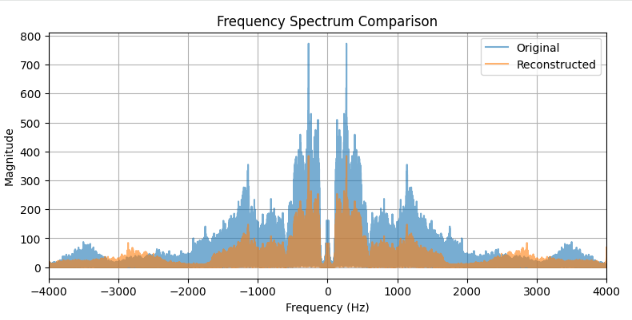 Frequency Spectrum Comparison
Original
Reconstructed
800
700
600
500
400
300
200
100
0
Magnitude
−4000 −3000 −2000 −1000 0 1000 2000 3000 4000
Frequency (Hz)